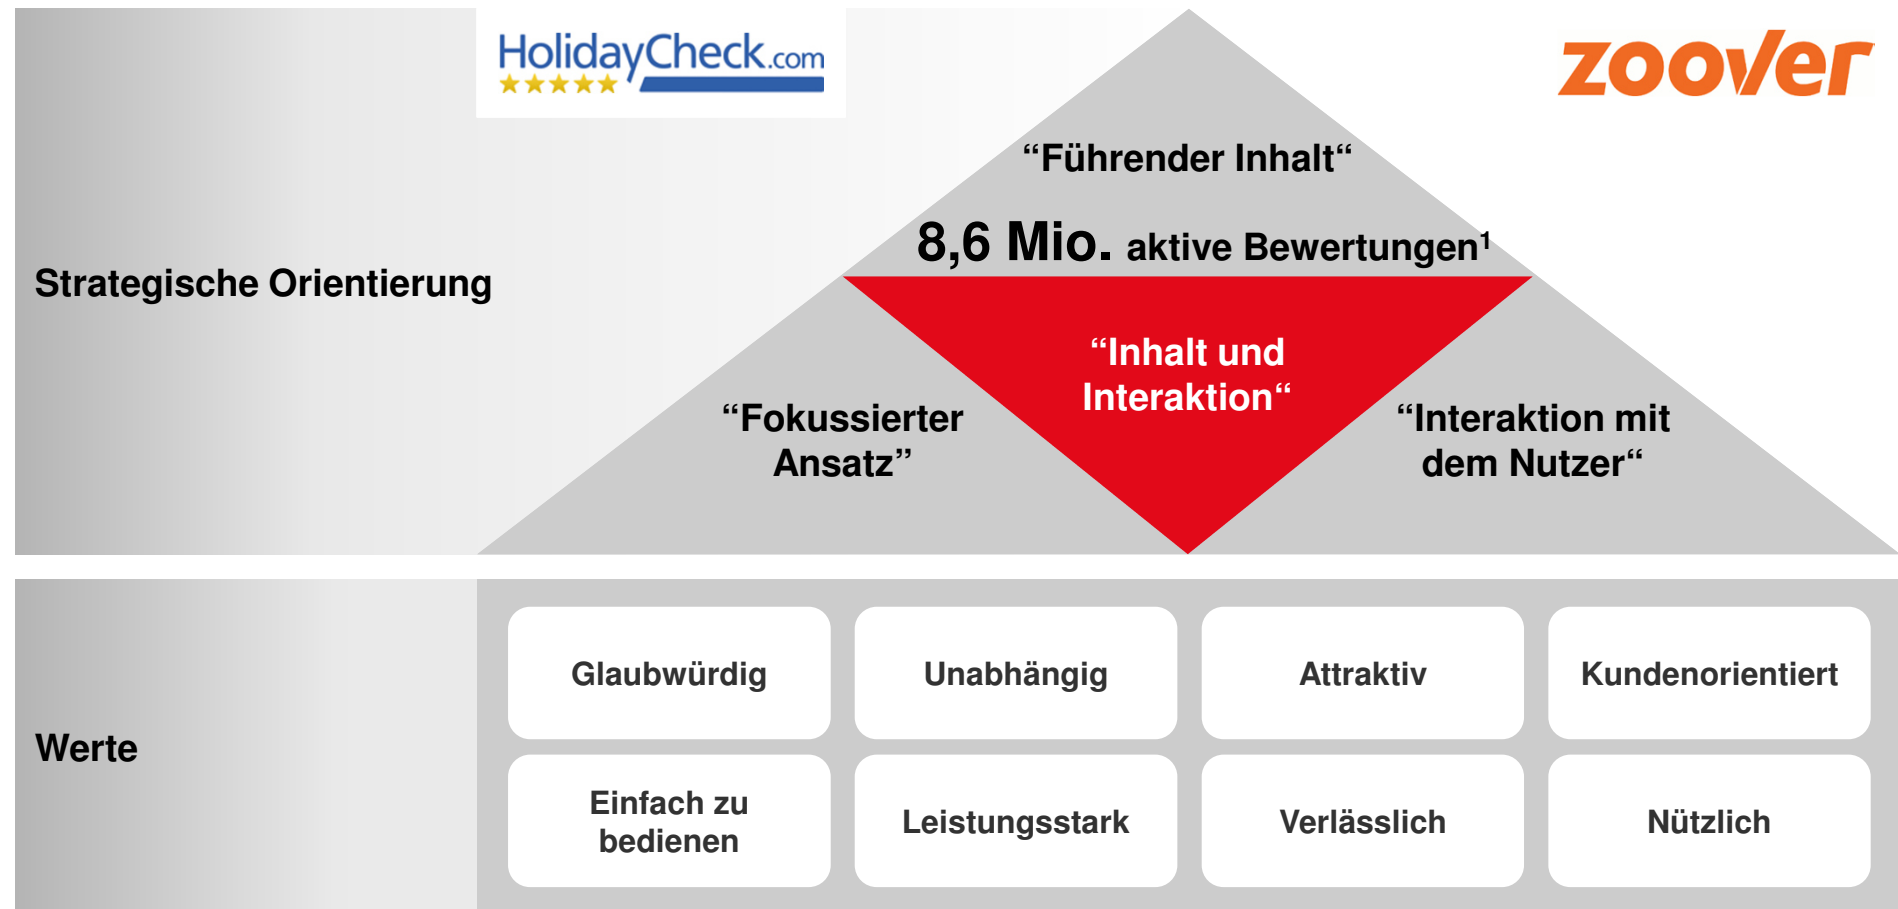 HolidayCheck.com
zoover
“Führender Inhalt“
8,6 Mio. aktive Bewertungen¹
Strategische Orientierung
“Inhalt und
Interaktion“
“Fokussierter
Ansatz”
“Interaktion mit
dem Nutzer“
Werte
Glaubwürdig
Unabhängig
Attraktiv
Kundenorientiert
Einfach zu
bedienen
Leistungsstark
Verlässlich
Nützlich